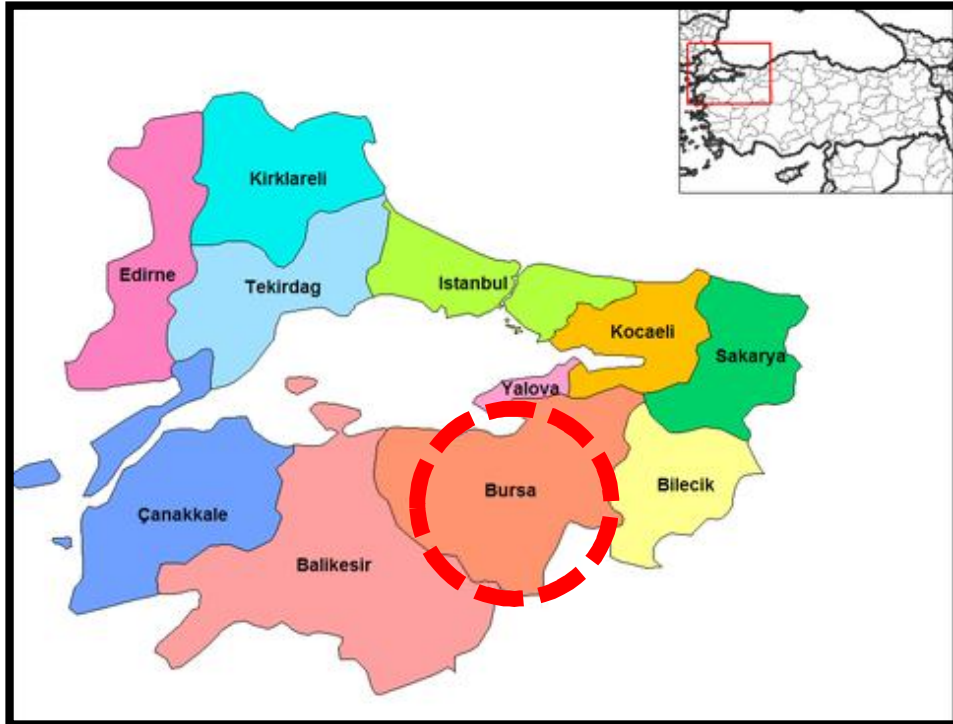 Kirklareli
Edirne
Tekirdag
Istanbul
Kocaeli
Sakarya
Yalova
Bursa
Bilecik
Çanakkale
Balikesir